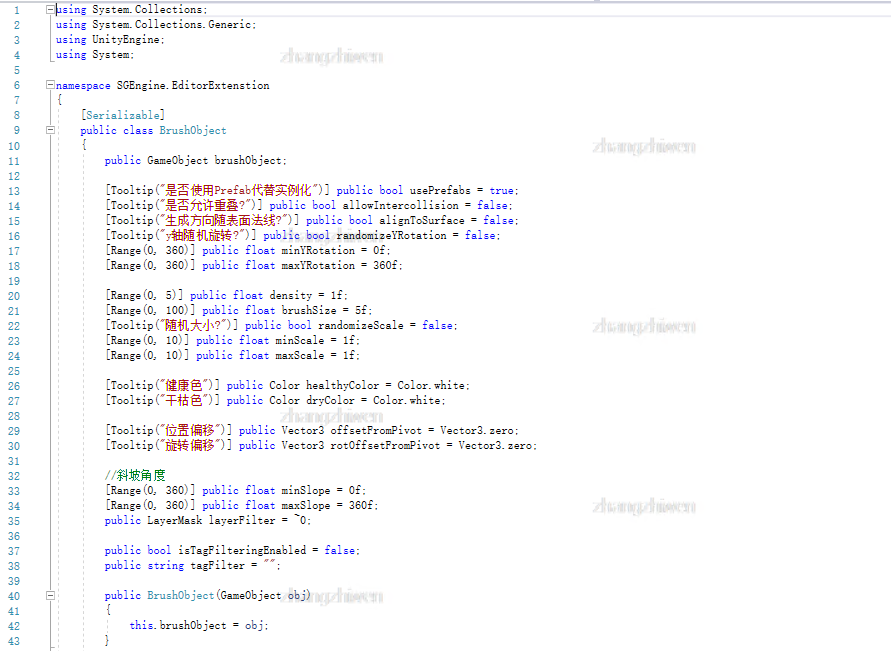 1 using System.Collections;
2 using System.Collections.Generic;
3 using UnityEngine;
4 using System;
zhangzhiwen
5
6 namespace SGEngine.EditorExtenstion
7 {
8 [Serializable]
9 public class BrushObject
10 {
zhangzhiwen
11 public GameObject brushObject;
12
13 [Tooltip("是否使用Prefab代替实例化")] public bool usePrefabs = true;
14 [Tooltip("是否允许重叠?")] public bool allowIntercollision = false;
15 [Tooltip("生成方向随表面法线?")] public bool alignToSurface = false;
16 [Tooltip("y轴随机旋转?")] public bool randomizeYRotation = false;
zhangzhiwen
17 [Range(0, 360)] public float minYRotation = 0f;
18 [Range(0, 360)] public float maxYRotation = 360f;
19
20 [Range(0, 5)] public float density = 1f;
21 [Range(0, 100)] public float brushSize = 5f;
22 [Tooltip("随机大小?")] public bool randomizeScale = false;
zhangzhiwen
23 [Range(0, 10)] public float minScale = 1f;
24 [Range(0, 10)] public float maxScale = 1f;
25
26 [Tooltip("健康色")] public Color healthyColor = Color.white;
27 [Tooltip("干枯色")] public Color dryColor = Color.white;
28
zhangzhiwen
29 [Tooltip("位置偏移")] public Vector3 offsetFromPivot = Vector3.zero;
30 [Tooltip("旋转偏移")] public Vector3 rotOffsetFromPivot = Vector3.zero;
31
32 //斜坡角度
33 [Range(0, 360)] public float minSlope = 0f;
34 [Range(0, 360)] public float maxSlope = 360f;
zhangzhiwen
35 public LayerMask layerFilter = ~0;
36
37 public bool isTagFilteringEnabled = false;
38 public string tagFilter = "";
39
40 public BrushObject(GameObject obj)
zhangzhiwen
41 {
42 this.brushObject = obj;
43 }